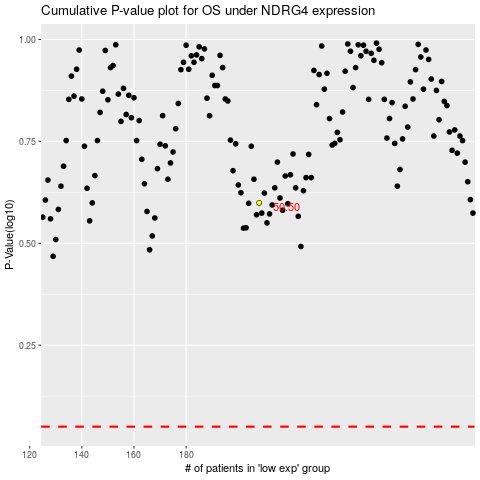 Cumulative P-value plot for OS under NDRG4 expression
P-Value(log10)
1.00
0.75
0.50
0.25
50:50
120 140 160 180
# of patients in 'low exp' group